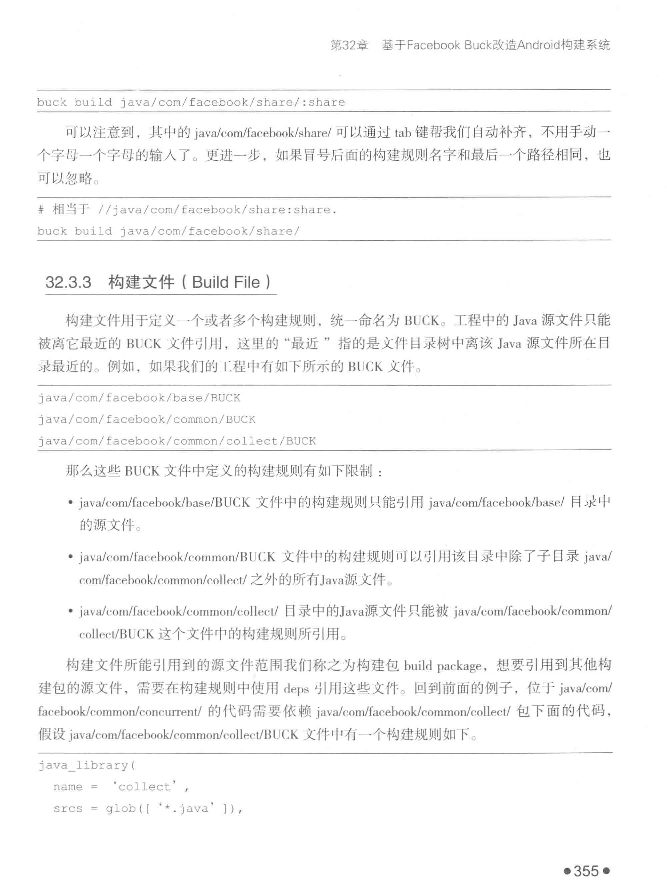 第32章 基于Facebook Buck改造Android构建系统
buck build java/com/facebook/share/:share
可以注意到，其中的 java/com/facebook/share/ 可以通过 tab 键帮我们自动补齐，不用手动一
个字母一个字母的输入了。更进一步，如果冒号后面的构建规则名字和最后一个路径相同，也
可以忽略。
# 相当于 //java/com/facebook/share:share.
buck build java/com/facebook/share/
32.3.3 构建文件（Build File）
构建文件用于定义一个或者多个构建规则，统一命名为 BUCK。工程中的 Java 源文件只能
被离它最近的 BUCK 文件引用，这里的“最近 ”指的是文件目录树中离该 Java 源文件所在目
录最近的。例如，如果我们的工程中有如下所示的 BUCK 文件。
java/com/facebook/base/BUCK
java/com/facebook/common/BUCK
java/com/facebook/common/collect/BUCK
那么这些 BUCK 文件中定义的构建规则有如下限制：
• java/com/facebook/base/BUCK 文件中的构建规则只能引用 java/com/facebook/base/ 目录中
的源文件。
• java/com/facebook/common/BUCK 文件中的构建规则可以引用该目录中除了子目录 java/
com/facebook/common/collect/ 之外的所有Java源文件。
• java/com/facebook/common/collect/ 目录中的Java源文件只能被 java/com/facebook/common/
collect/BUCK 这个文件中的构建规则所引用。
构建文件所能引用到的源文件范围我们称之为构建包 build package，想要引用到其他构
建包的源文件，需要在构建规则中使用 deps 引用这些文件。回到前面的例子，位于 java/com/
facebook/common/concurrent/ 的代码需要依赖 java/com/facebook/common/collect/ 包下面的代码，
假设 java/com/facebook/common/collect/BUCK 文件中有一个构建规则如下。
java_library(
name = ‘collect’,
srcs = glob([‘*.java’]),
●355●